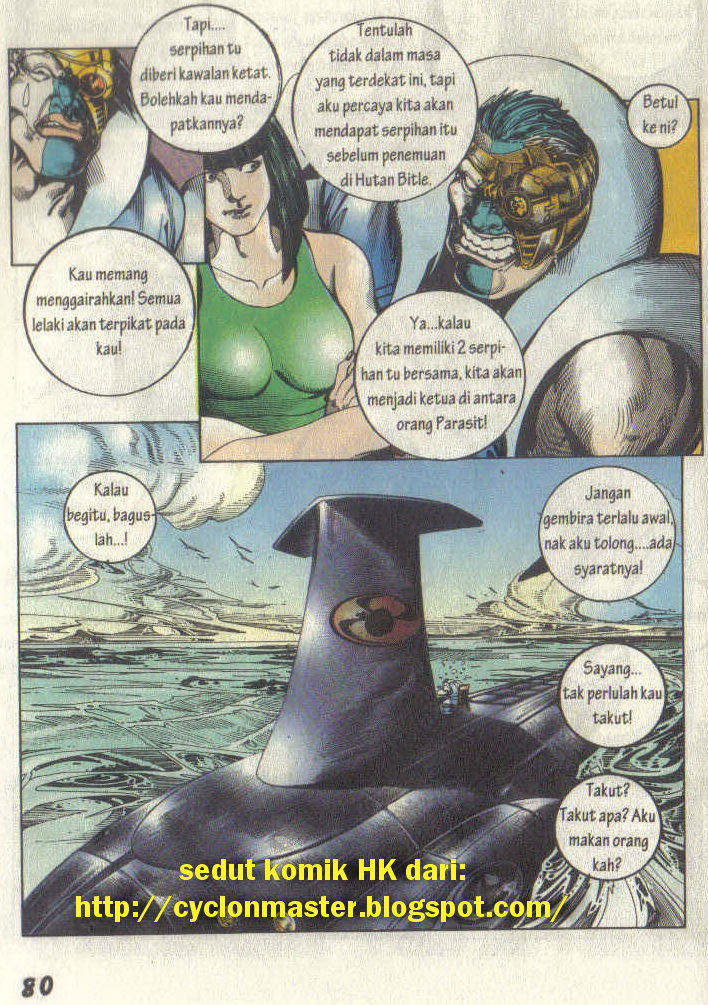 Tapi....
serpihan tu
diberi kawalan ketat.
Bolehkah kau menda-
patkannya?
Tentulah
tidak dalam masa
yang terdekat ini, tapi
aku percaya kita akan
mendapat serpihan itu
sebelum penemuan
di Hutan Bitle.
Betul
ke ni?
Kau memang
menggairahkan! Semua
lelaki akan terpikat pada
kau!
Ya...kalau
kita memiliki 2 serpi-
han tu bersama, kita akan
menjadi ketua di antara
orang Parasit!
Kalau
begitu, bagus-
lah...!
Jangan
gembira terlalu awal,
nak aku tolong....ada
syaratnya!
Sayang...
tak perlulah kau
takut!
Takut?
Takut apa? Aku
makan orang
kah?
sedut komik HK dari:
http://cyclonmaster.blogspot.com/
80